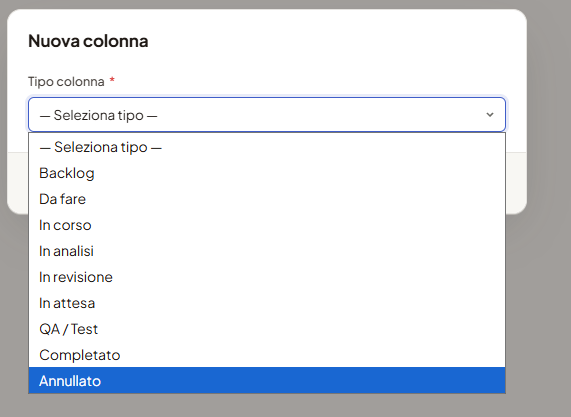 Nuova colonna
Tipo colonna *
— Seleziona tipo —
— Seleziona tipo —
Backlog
Da fare
In corso
In analisi
In revisione
In attesa
QA / Test
Completato
Annullato